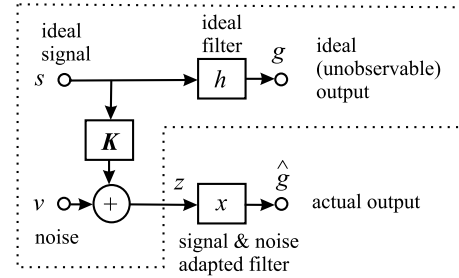 ideal signal
s
ideal filter
h
g
ideal (unobservable) output
K
v
noise
+
z
x
ĝ
actual output
signal & noise
adapted filter